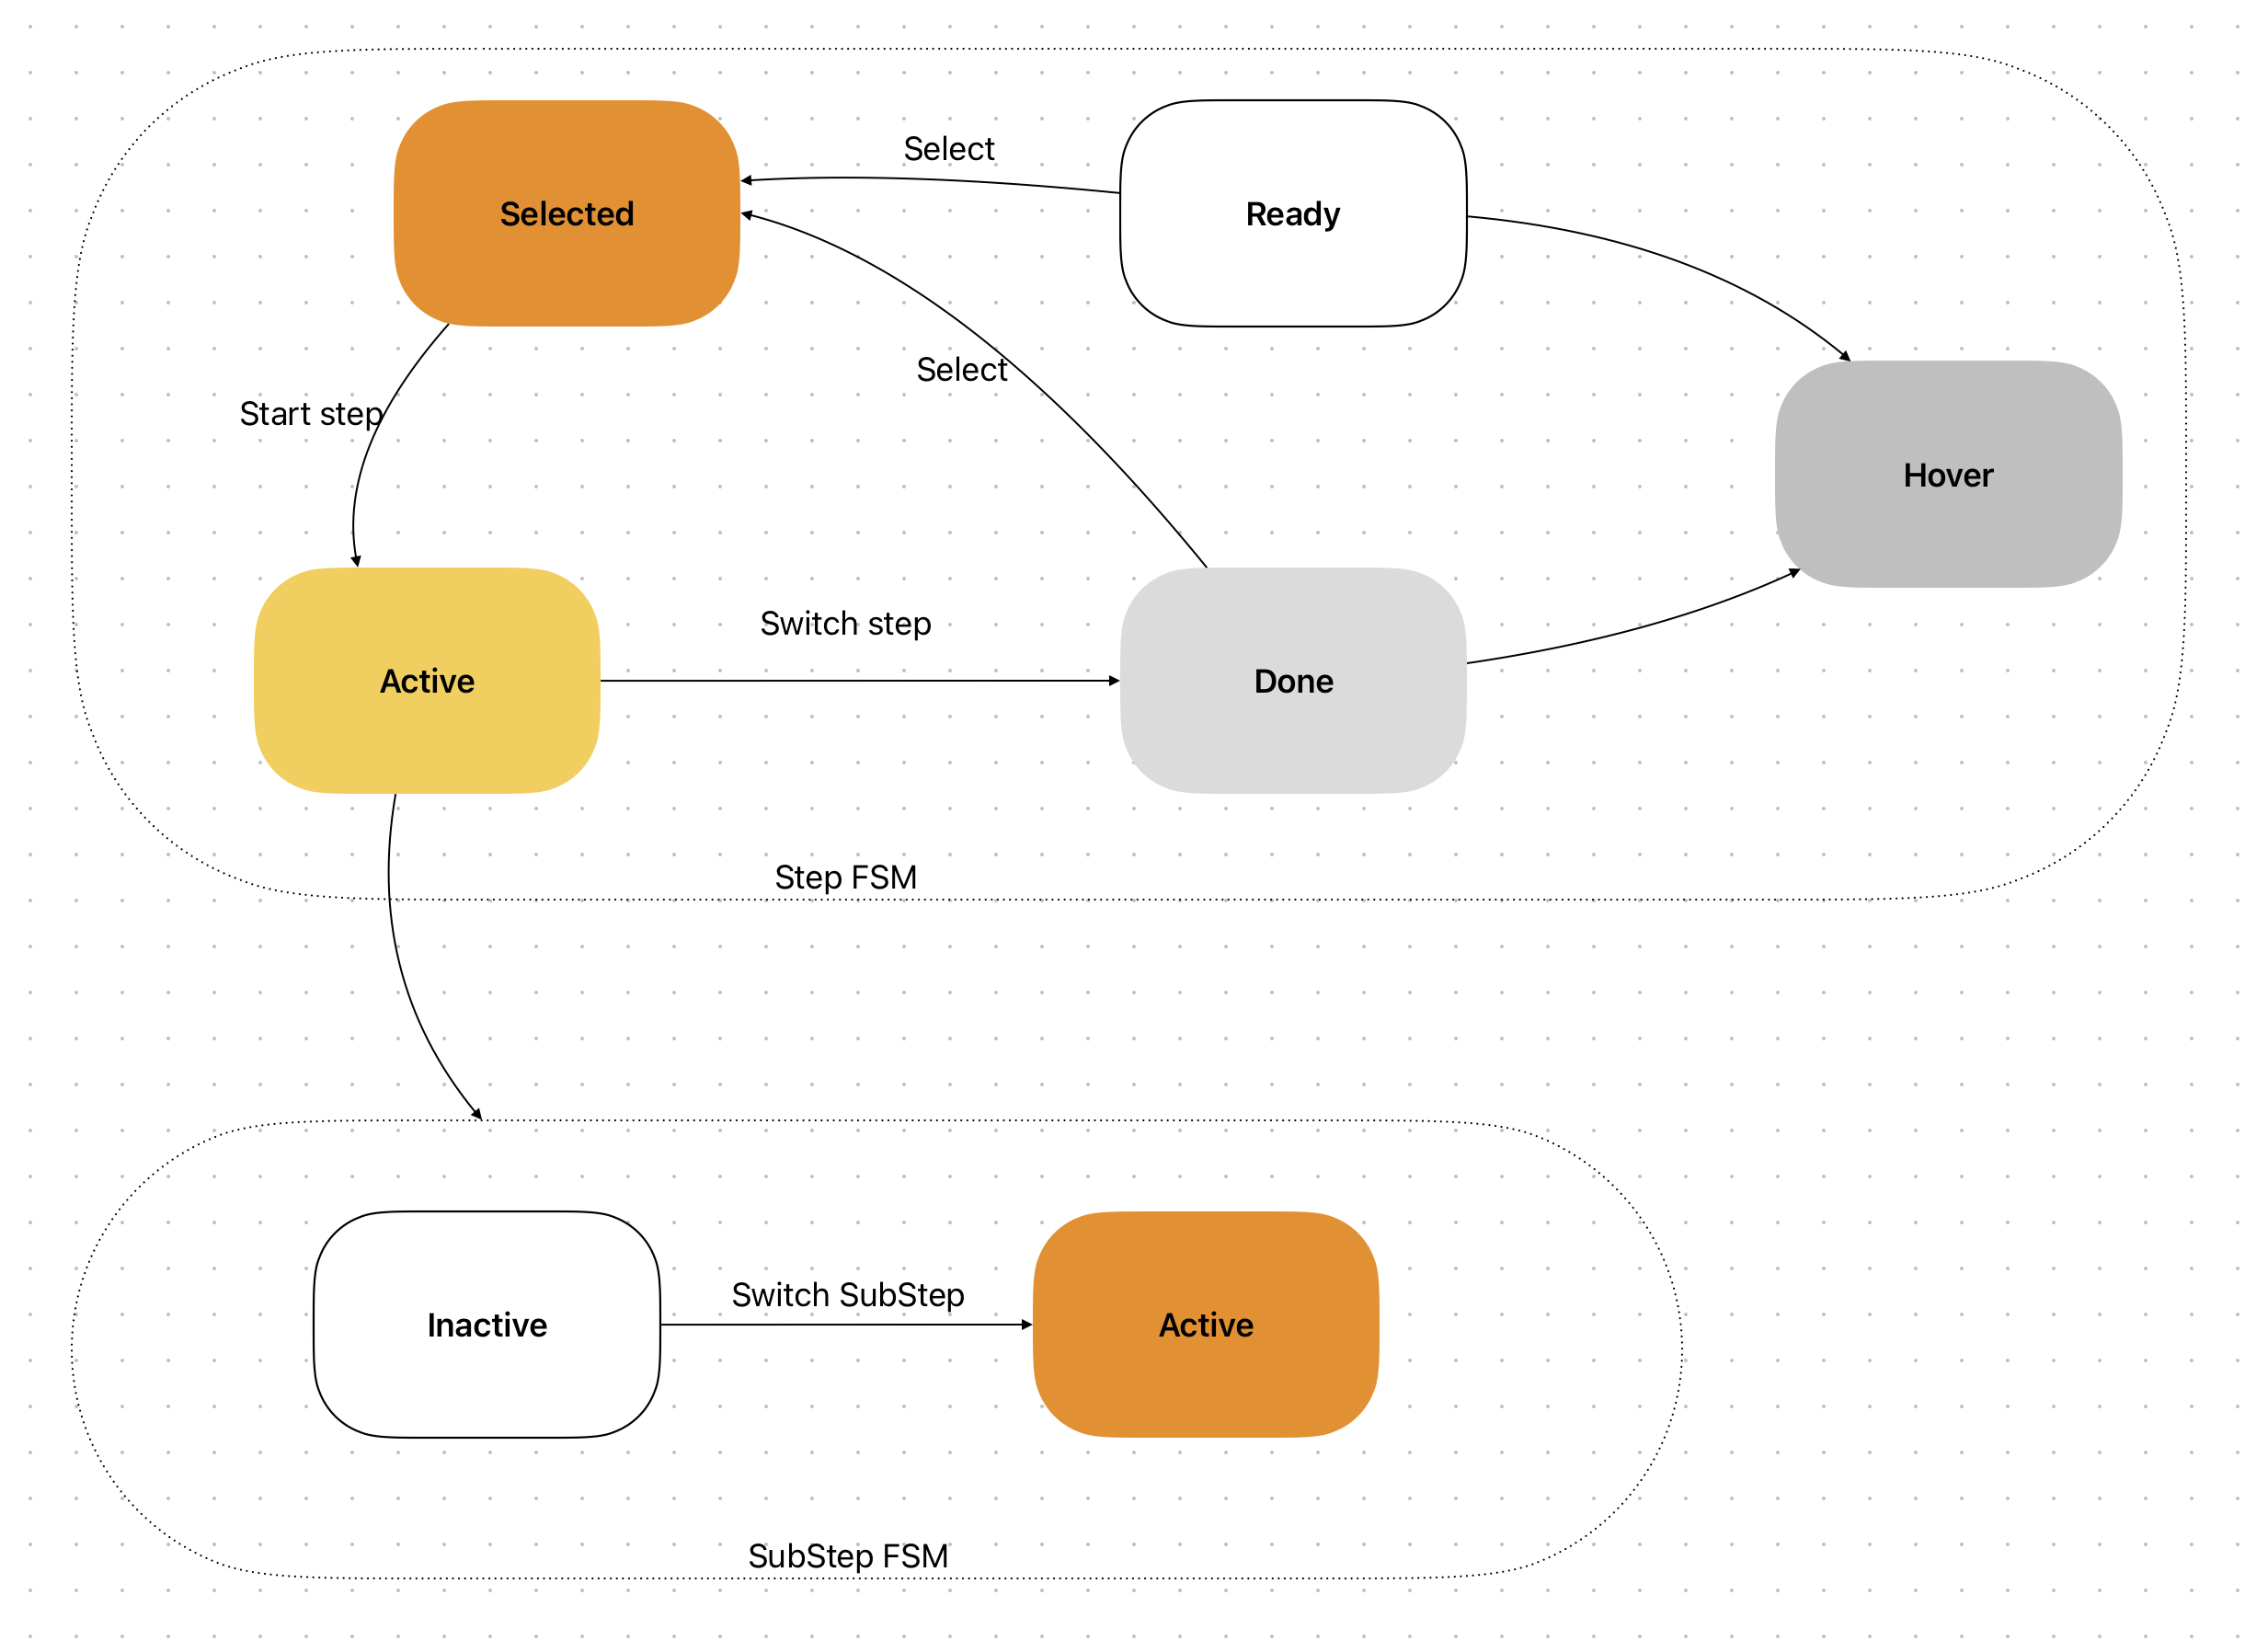 Select
Selected
Ready
Select
Start step
Hover
Switch step
Active
Done
Step FSM
Switch SubStep
Inactive
Active
SubStep FSM